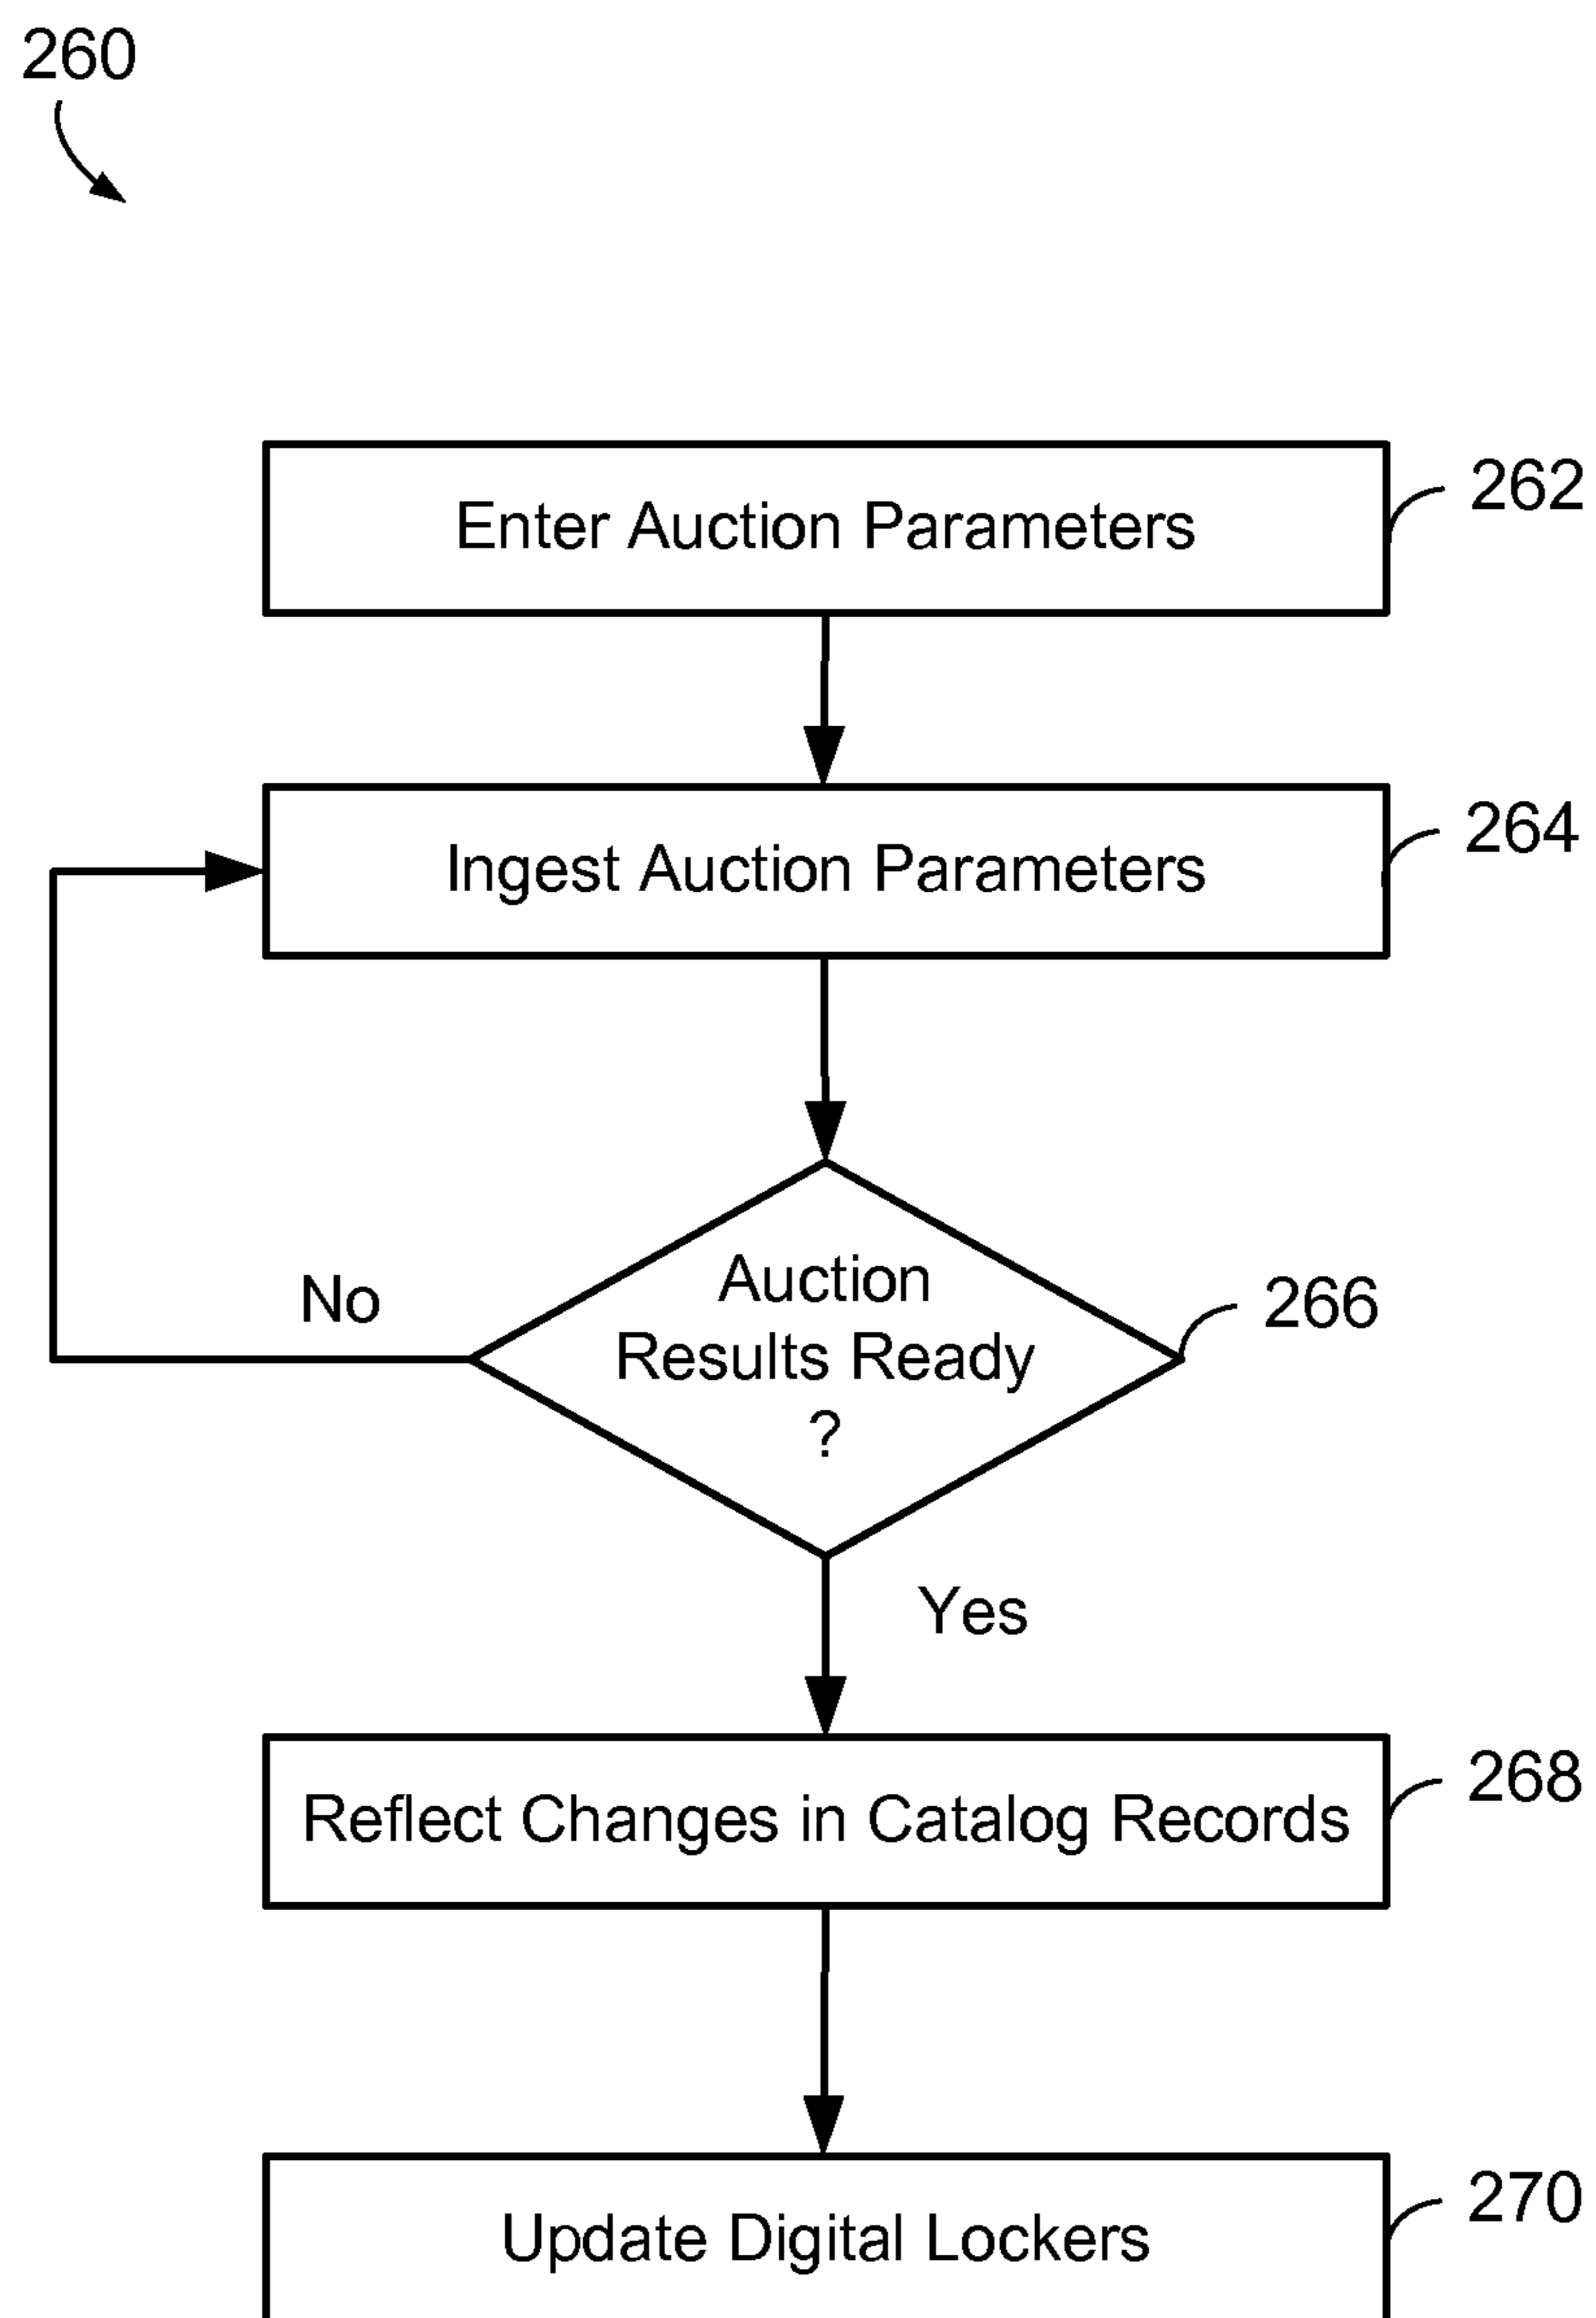 260
Enter Auction Parameters
262
Ingest Auction Parameters
264
Auction
Results Ready
?
266
No
Yes
Reflect Changes in Catalog Records
268
Update Digital Lockers
270